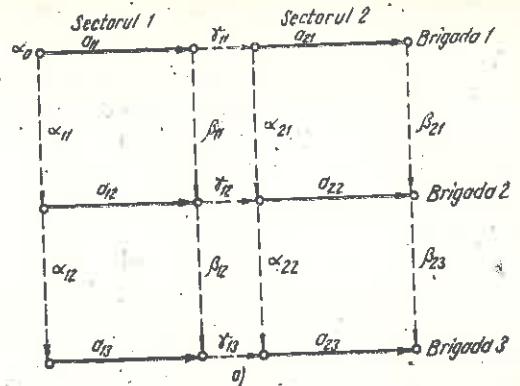 Sectorul 1 Sectorul 2
α₀ a₁₁ γ₁₁ a₂₁ Brigada 1
α₁₁ β₁₁ α₂₁ β₂₁
a₁₂ γ₁₂ a₂₂ Brigada 2
α₁₂ β₁₂ α₂₂ β₂₃
a₁₃ γ₁₃ a₂₃ Brigada 3
a)